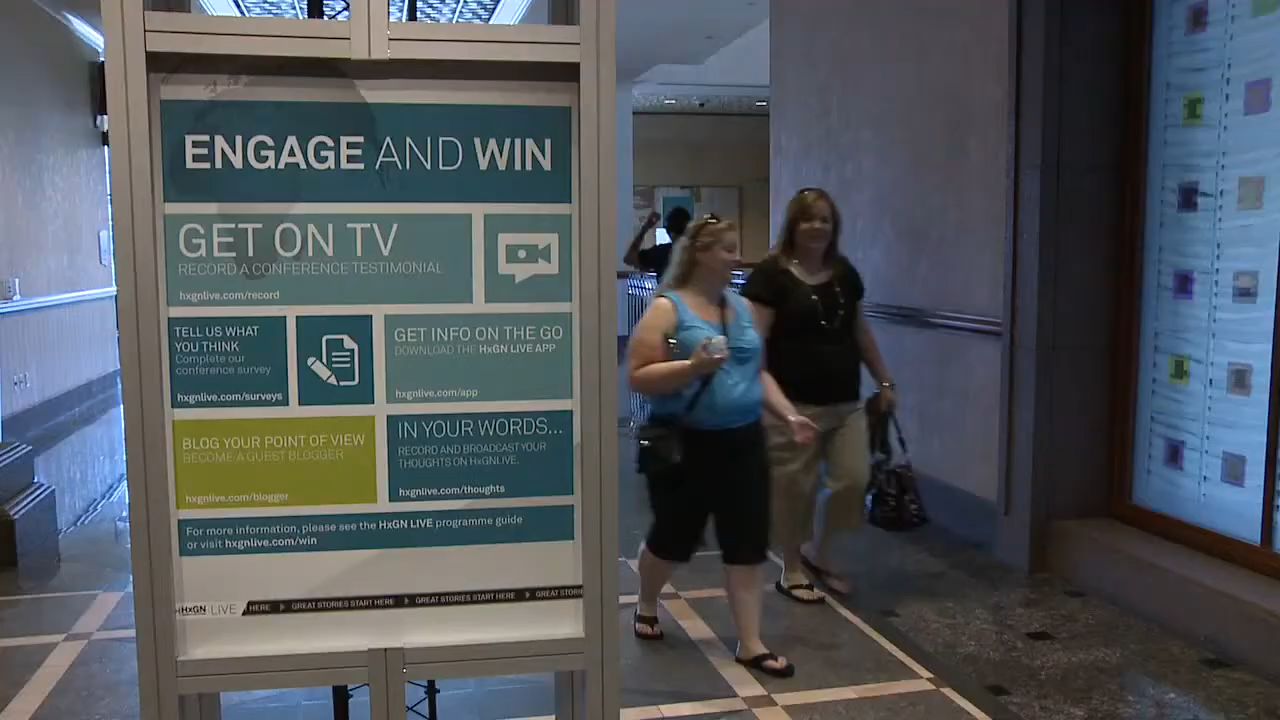 ENGAGE AND WIN
GET ON TV
RECORD A CONFERENCE TESTIMONIAL
hxgnlive.com/record
TELL US WHAT
YOU THINK
Complete our
conference survey
hxgnlive.com/surveys
GET INFO ON THE GO
DOWNLOAD THE HxGN LIVE APP
hxgnlive.com/app
BLOG YOUR POINT OF VIEW
BECOME A GUEST BLOGGER
hxgnlive.com/blogger
IN YOUR WORDS...
RECORD AND BROADCAST YOUR
THOUGHTS ON HxGNLIVE.
hxgnlive.com/thoughts
For more information, please see the HxGN LIVE programme guide
or visit hxgnlive.com/win
HxGN LIVE HERE > GREAT STORIES START HERE > GREAT STORIES START HERE > GREAT STORI